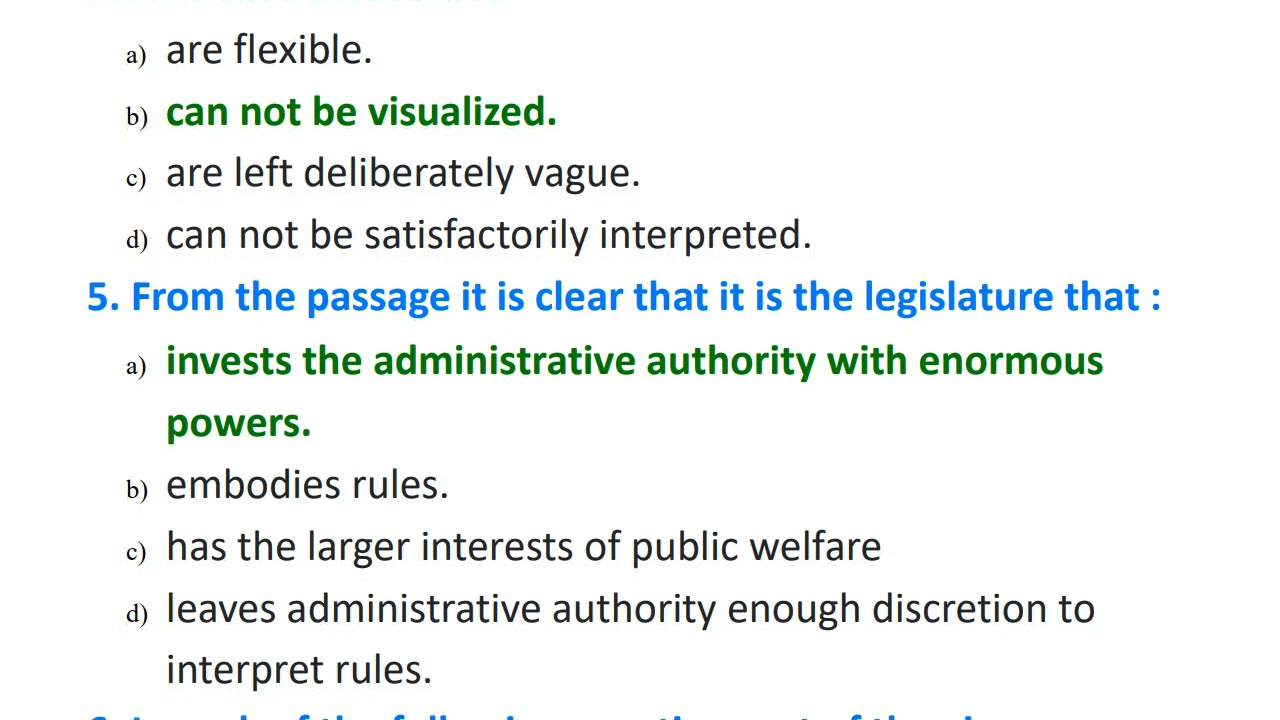 a) are flexible.
b) can not be visualized.
c) are left deliberately vague.
d) can not be satisfactorily interpreted.
5. From the passage it is clear that it is the legislature that :
a) invests the administrative authority with enormous
powers.
b) embodies rules.
c) has the larger interests of public welfare
d) leaves administrative authority enough discretion to
interpret rules.